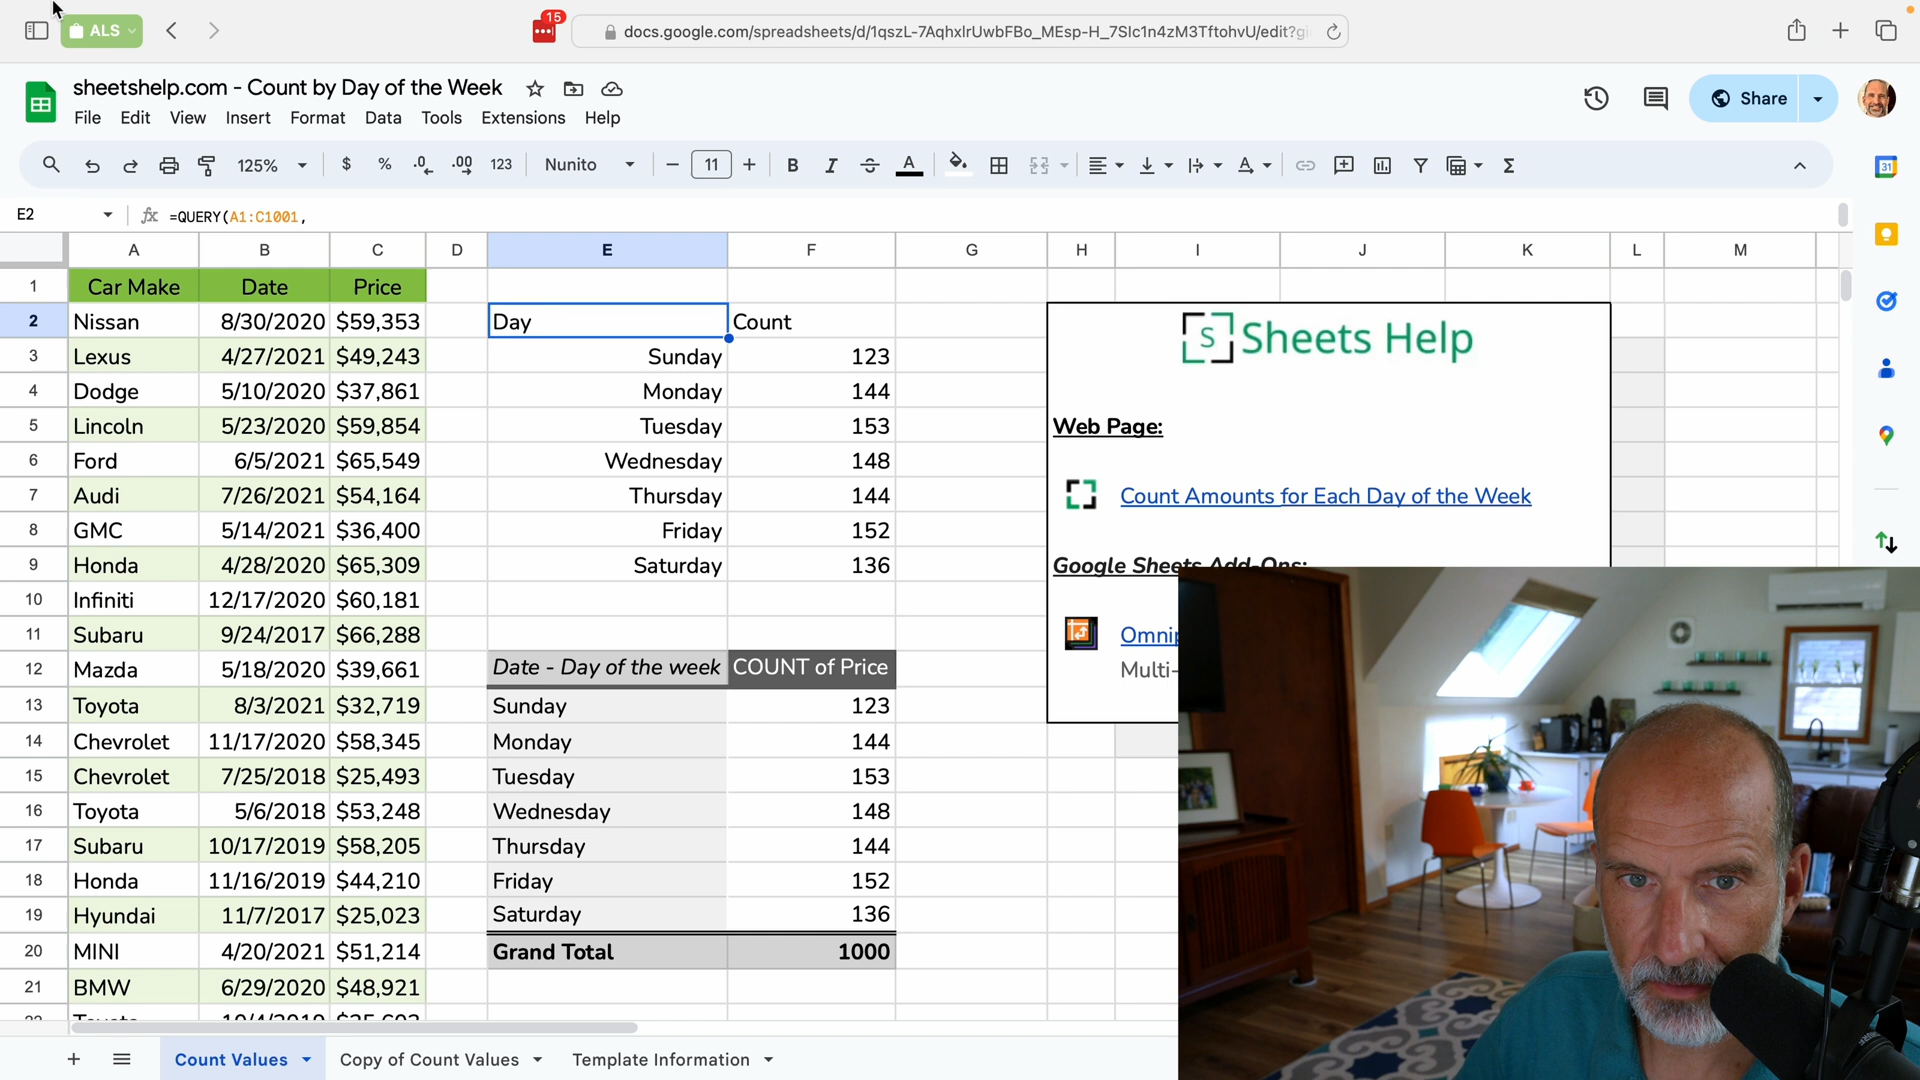 ALS
15
docs.google.com/spreadsheets/d/1qszL-7AqhxlrUwbFBo_MEsp-H_7SIc1n4zM3TftohvU/edit?gi
sheetshelp.com - Count by Day of the Week
File Edit View Insert Format Data Tools Extensions Help
Share
125% $ % .0 .00 123 Nunito 11 B I A Σ
31
E2 fx =QUERY(A1:C1001,
A B C D E F G H I J K L M
1 Car Make Date Price
2 Nissan 8/30/2020 $59,353 Day Count
S Sheets Help
3 Lexus 4/27/2021 $49,243 Sunday 123
4 Dodge 5/10/2020 $37,861 Monday 144
5 Lincoln 5/23/2020 $59,854 Tuesday 153 Web Page:
6 Ford 6/5/2021 $65,549 Wednesday 148
7 Audi 7/26/2021 $54,164 Thursday 144 Count Amounts for Each Day of the Week
8 GMC 5/14/2021 $36,400 Friday 152
9 Honda 4/28/2020 $65,309 Saturday 136 Google Sheets Add-Ons:
10 Infiniti 12/17/2020 $60,181
11 Subaru 9/24/2017 $66,288 Omnip
12 Mazda 5/18/2020 $39,661 Date - Day of the week COUNT of Price Multi-
13 Toyota 8/3/2021 $32,719 Sunday 123
14 Chevrolet 11/17/2020 $58,345 Monday 144
15 Chevrolet 7/25/2018 $25,493 Tuesday 153
16 Toyota 5/6/2018 $53,248 Wednesday 148
17 Subaru 10/17/2019 $58,205 Thursday 144
18 Honda 11/16/2019 $44,210 Friday 152
19 Hyundai 11/7/2017 $25,023 Saturday 136
20 MINI 4/20/2021 $51,214 Grand Total 1000
21 BMW 6/29/2020 $48,921
Count Values Copy of Count Values Template Information